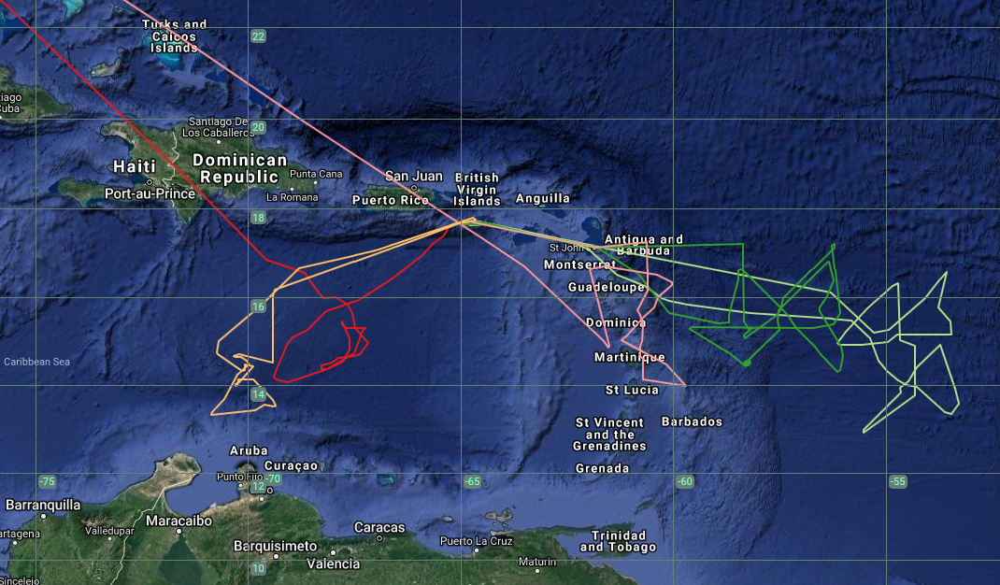 Turks and
Caicos
Islands
22
iago
Cuba
Santiago De
Los Caballeros
20
Haiti
Dominican
Republic
Punta Cana
Port-au-Prince
La Romana
San Juan
Puerto Rico
British
Virgin
Islands
Anguilla
18
St John's
Antigua and
Barbuda
Montserrat
Guadeloupe
16
Dominica
Caribbean Sea
Martinique
14
St Lucia
St Vincent
and the
Grenadines
Barbados
Aruba
Curaçao
Grenada
-75
Punto Fijo
12
-70
-65
-60
-55
Barranquilla
Maracaibo
artagena
Valledupar
Caracas
Puerto La Cruz
Trinidad
and Tobago
Barquisimeto
Valencia
Maturín
10
Sincelejo